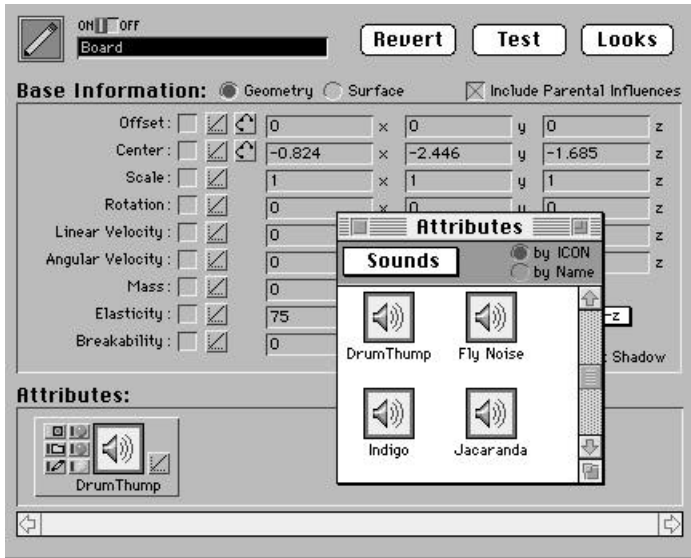 ON OFF
Board
Revert Test Looks
Base Information: Geometry Surface Include Parental Influences
Offset: 0 x 0 y 0 z
Center: -0.824 x -2.446 y -1.685 z
Scale: 1 x 1 y 1 z
Rotation: 0 x 0 y 0 z
Linear Velocity: 0 z
Angular Velocity: 0 z
Mass: 0
Elasticity: 75 -z
Breakability: 0 : Shadow
Attributes
Sounds by ICON
by Name
DrumThump Fly Noise
Indigo Jacaranda
Attributes:
DrumThump